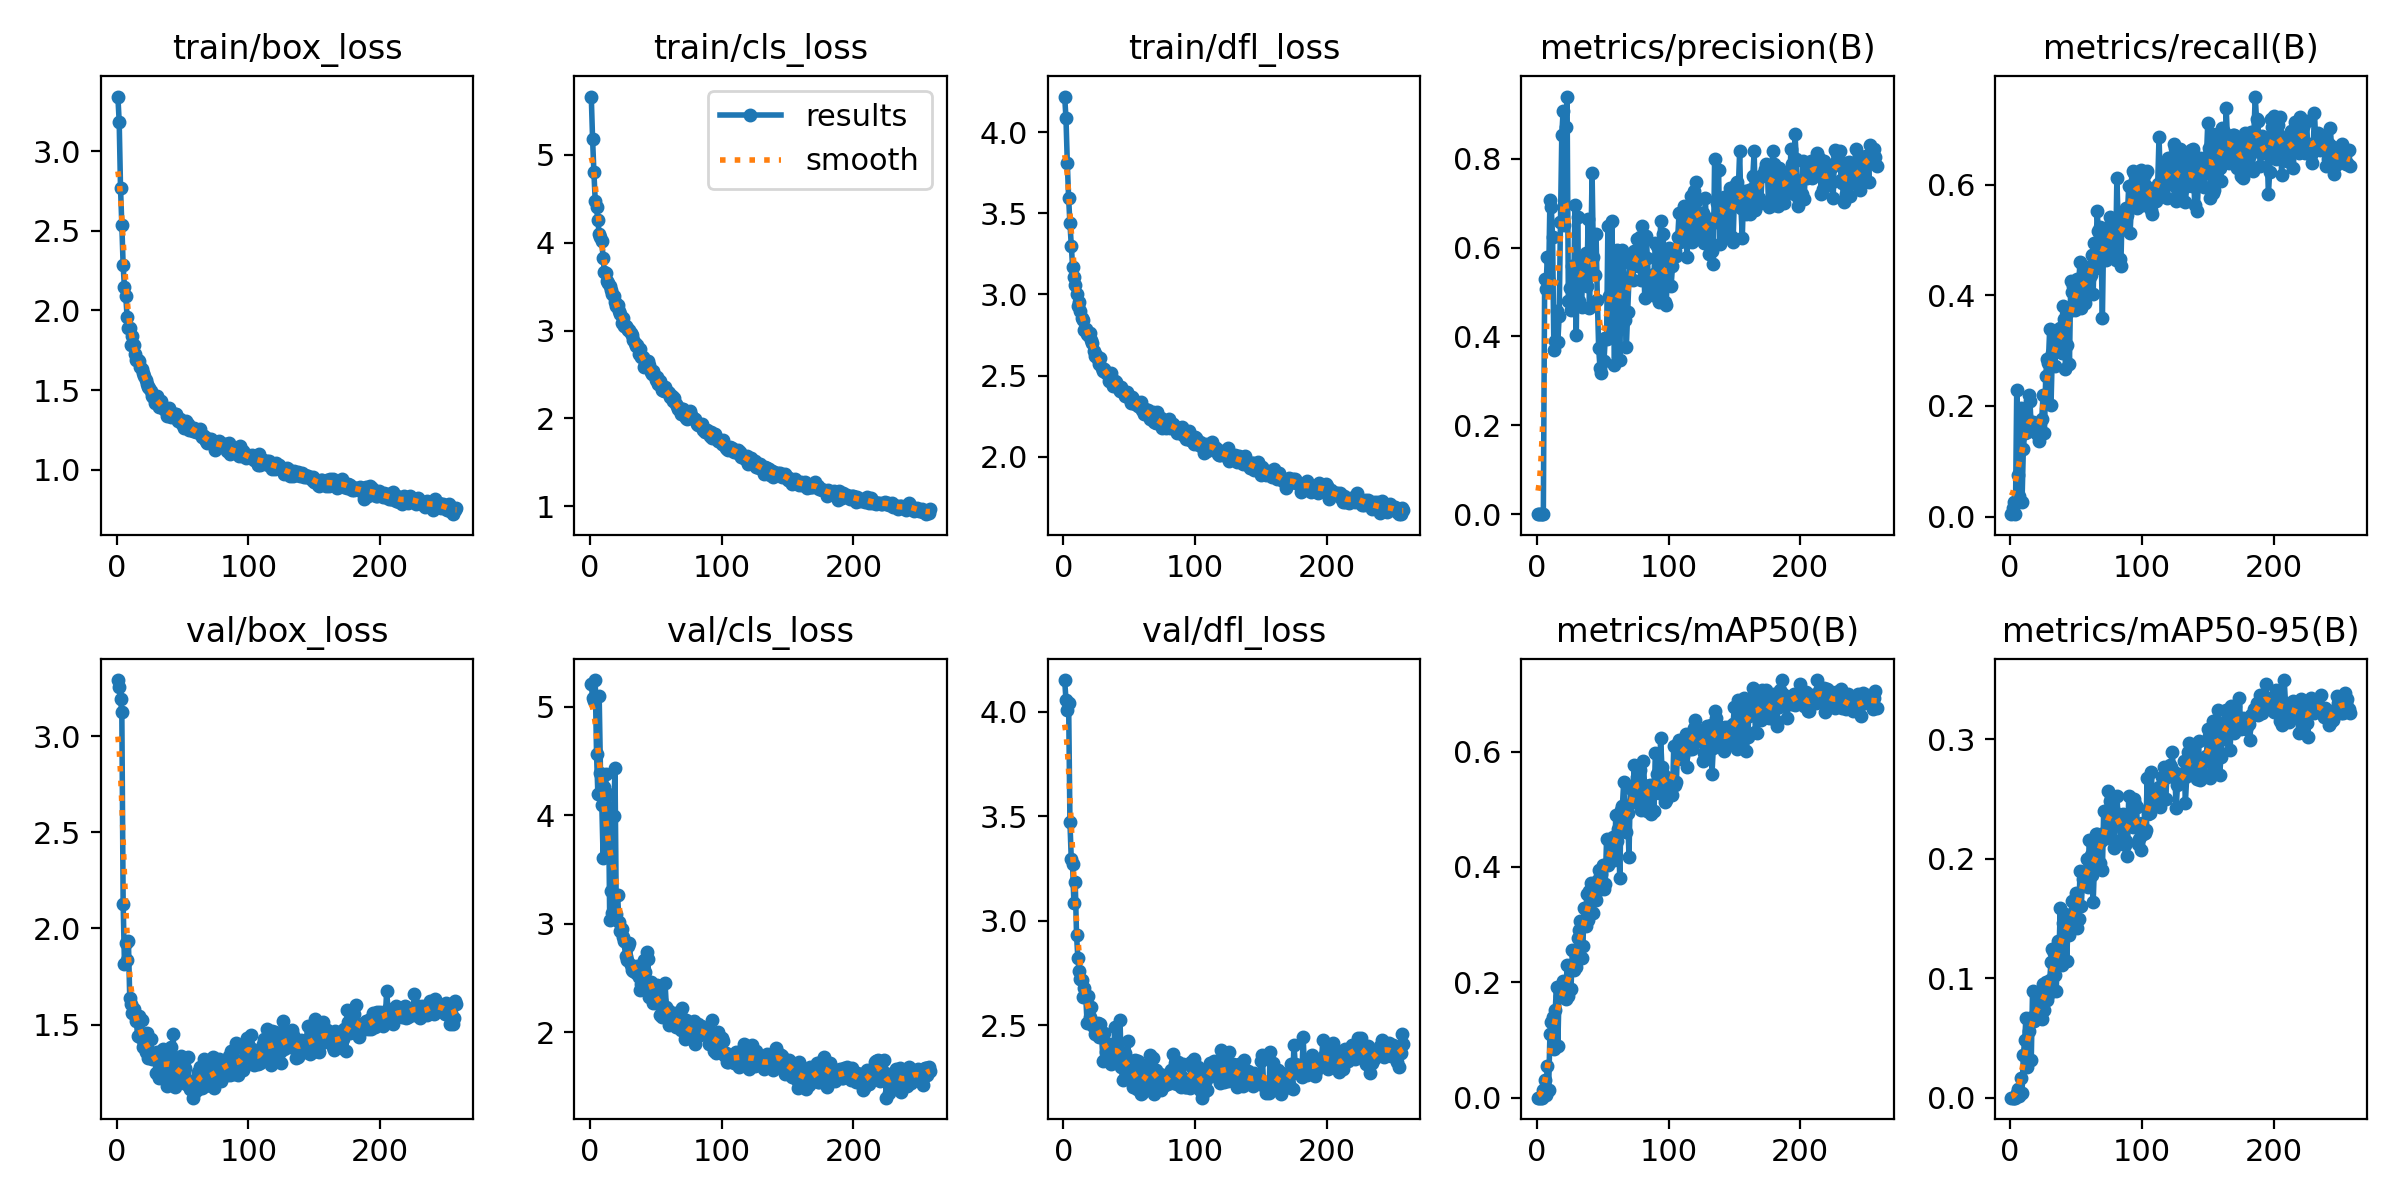 train/box_loss
3.0
2.5
2.0
1.5
1.0
0 100 200
train/cls_loss
results
smooth
5
4
3
2
1
0 100 200
train/dfl_loss
4.0
3.5
3.0
2.5
2.0
0 100 200
metrics/precision(B)
0.8
0.6
0.4
0.2
0.0
0 100 200
metrics/recall(B)
0.6
0.4
0.2
0.0
0 100 200
val/box_loss
3.0
2.5
2.0
1.5
0 100 200
val/cls_loss
5
4
3
2
0 100 200
val/dfl_loss
4.0
3.5
3.0
2.5
0 100 200
metrics/mAP50(B)
0.6
0.4
0.2
0.0
0 100 200
metrics/mAP50-95(B)
0.3
0.2
0.1
0.0
0 100 200